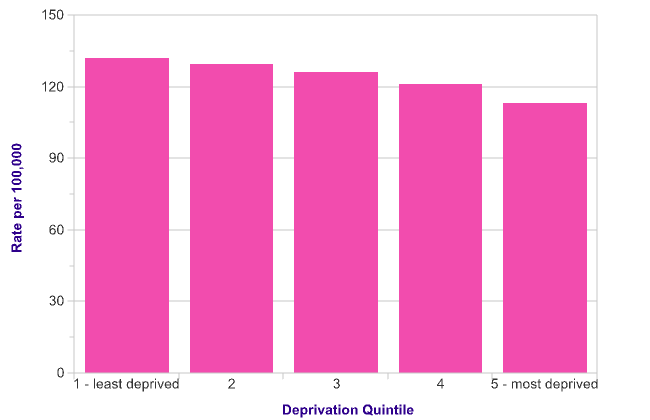 150
120
90
60
30
0
Rate per 100,000
1 - least deprived 2 3 4 5 - most deprived
Deprivation Quintile